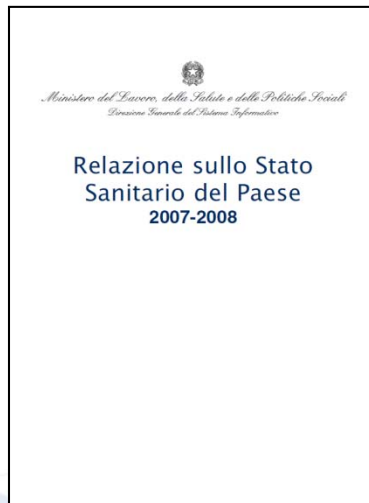 Ministero del Lavoro, della Salute e delle Politiche Sociali
Direzione Generale del Sistema Informativo
Relazione sullo Stato
Sanitario del Paese
2007-2008